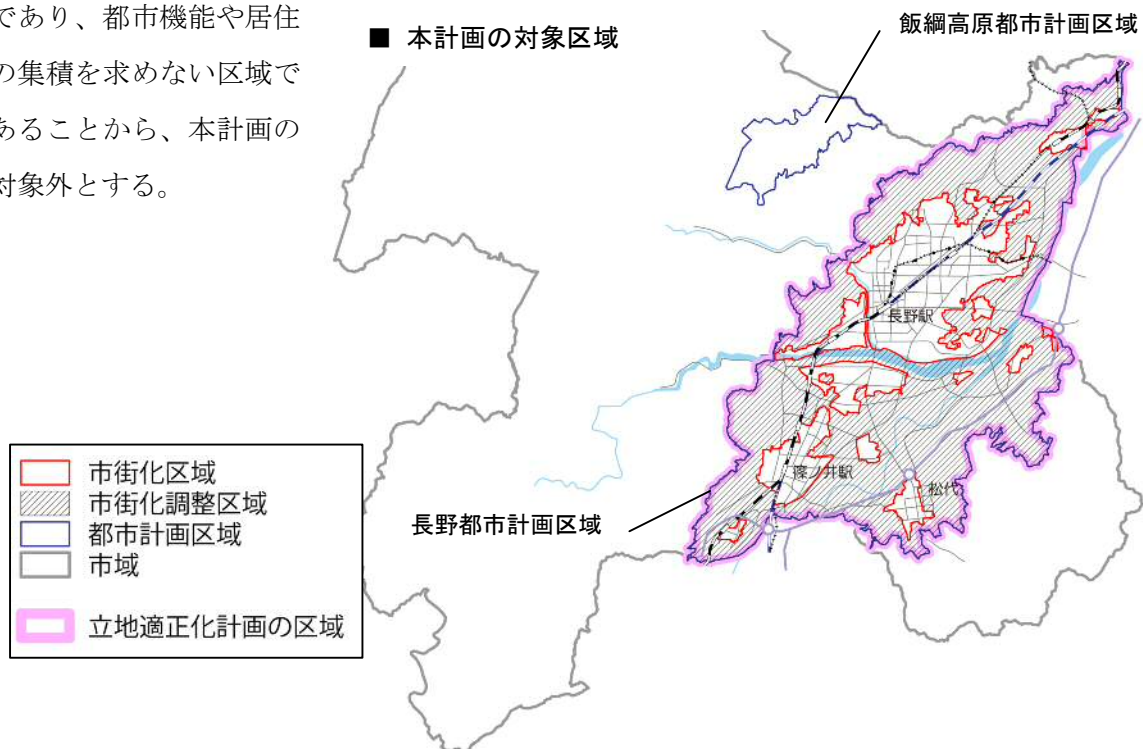 であり、都市機能や居住
の集積を求めない区域で
あることから、本計画の
対象外とする。
■ 本計画の対象区域
飯綱高原都市計画区域
長野駅
篠ノ井駅
松代
長野都市計画区域
市街化区域
市街化調整区域
都市計画区域
市域
立地適正化計画の区域